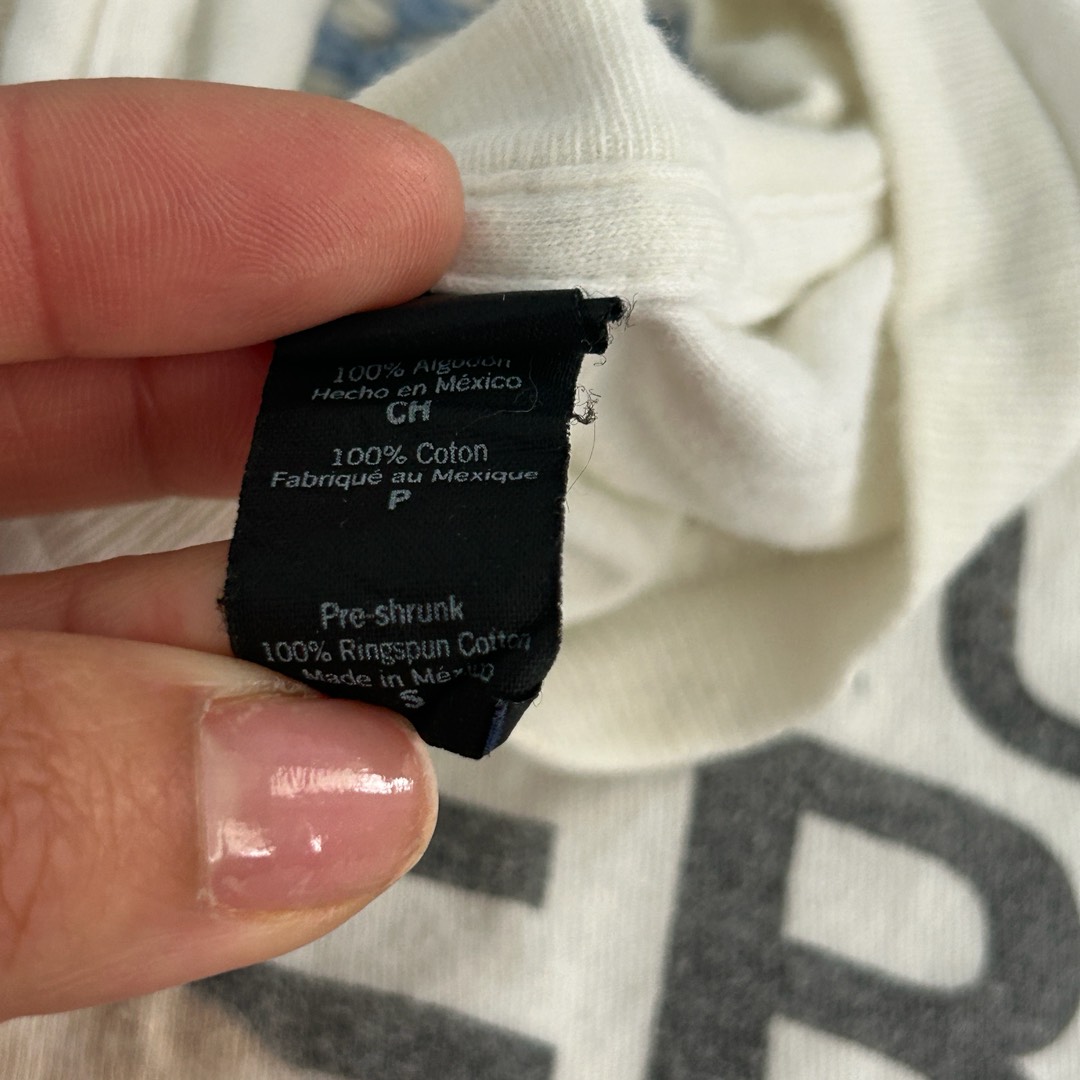 100% Algodón
Hecho en México
CH
100% Coton
Fabriqué au Mexique
P
Pre-shrunk
100% Ringspun Cotton
Made in México
S
ER